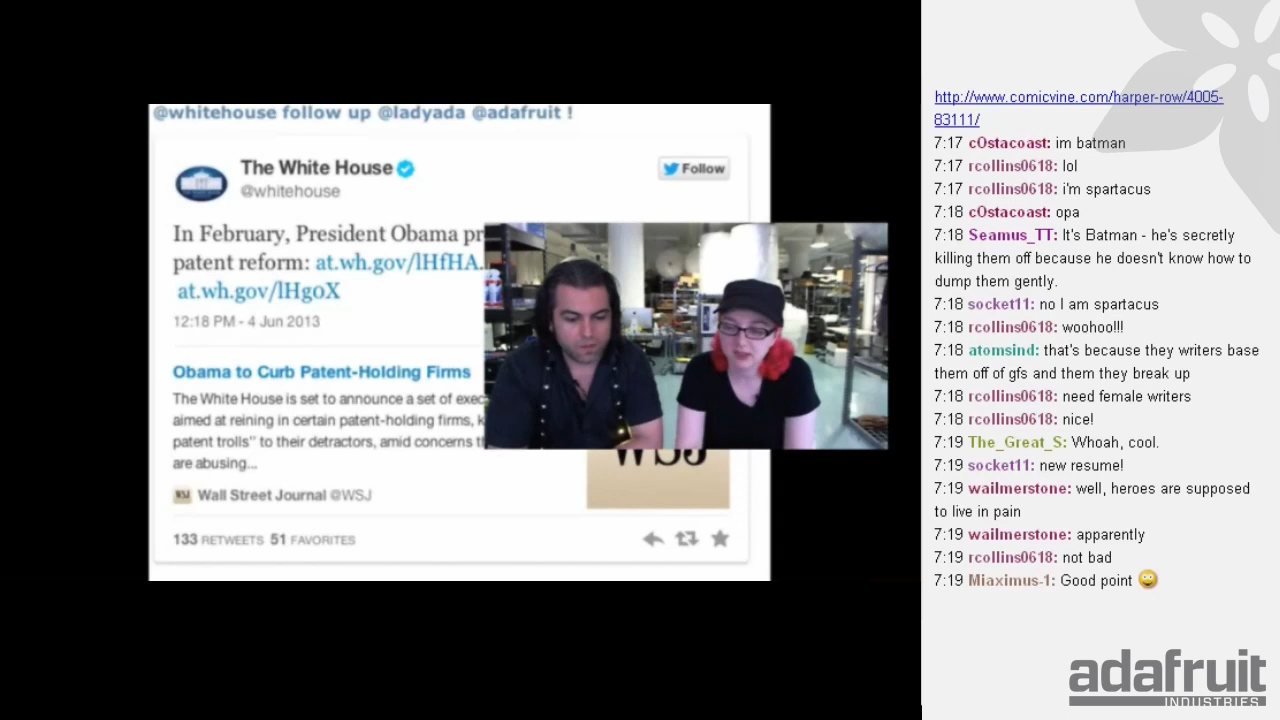 @whitehouse follow up @ladyada @adafruit !
The White House
@whitehouse
Follow
In February, President Obama pr
patent reform: at.wh.gov/lHfHA...
at.wh.gov/lHgoX
12:18 PM - 4 Jun 2013
Obama to Curb Patent-Holding Firms
The White House is set to announce a set of exec
aimed at reining in certain patent-holding firms, k
patent trolls" to their detractors, amid concerns t
are abusing...
WSJ
Wall Street Journal @WSJ
WSJ
133 RETWEETS 51 FAVORITES
http://www.comicvine.com/harper-row/4005-
83111/
7:17 cOstacoast: im batman
7:17 rcollins0618: lol
7:17 rcollins0618: i'm spartacus
7:18 cOstacoast: opa
7:18 Seamus_TT: It's Batman - he's secretly
killing them off because he doesn't know how to
dump them gently.
7:18 socket11: no I am spartacus
7:18 rcollins0618: woohoo!!!
7:18 atomsind: that's because they writers base
them off of gfs and them they break up
7:18 rcollins0618: need female writers
7:18 rcollins0618: nice!
7:19 The_Great_S: Whoah, cool.
7:19 socket11: new resume!
7:19 wailmerstone: well, heroes are supposed
to live in pain
7:19 wailmerstone: apparently
7:19 rcollins0618: not bad
7:19 Miaximus-1: Good point
adafruit
INDUSTRIES